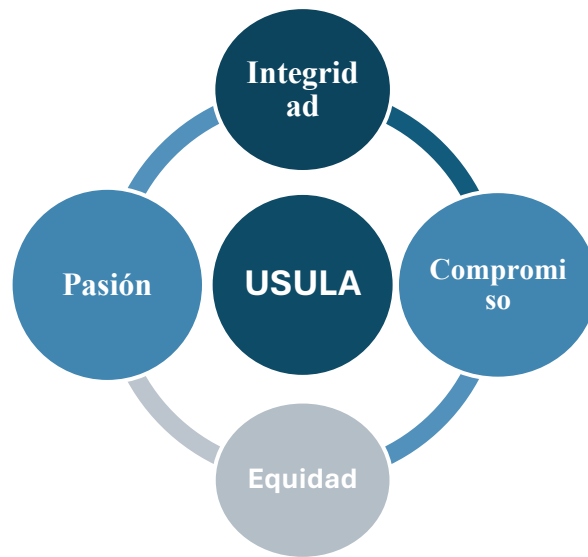 Integrid
ad
Pasión
USULA
Compromi
so
Equidad